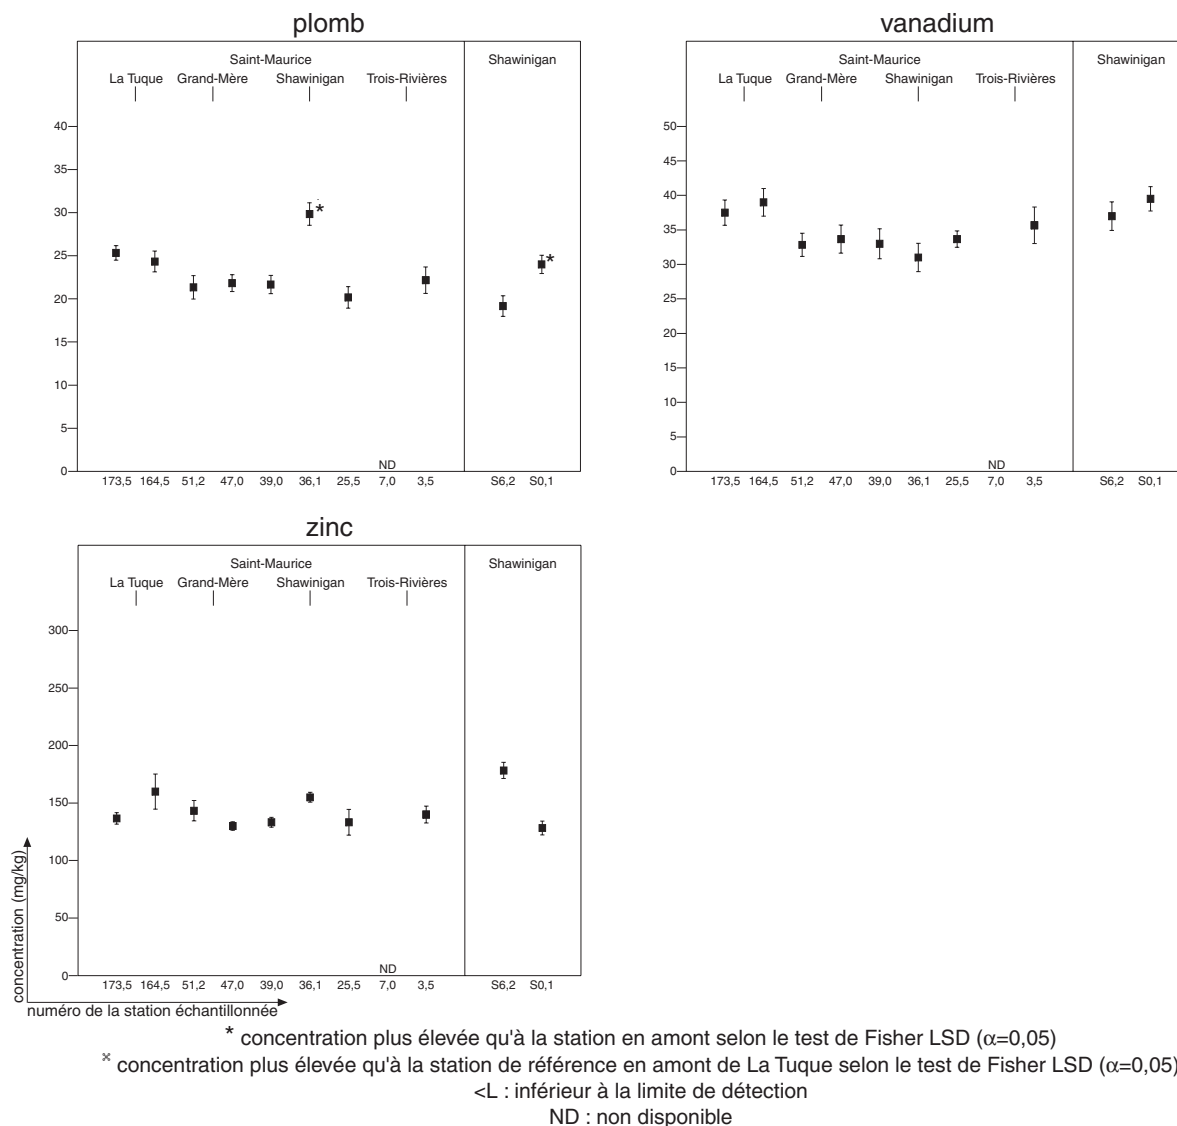 plomb
Saint-Maurice
Shawinigan
La Tuque Grand-Mère Shawinigan Trois-Rivières
40
35
30
*
25
*
20
15
10
5
0
ND
173,5 164,5 51,2 47,0 39,0 36,1 25,5 7,0 3,5 S6,2 S0,1
vanadium
Saint-Maurice
Shawinigan
La Tuque Grand-Mère Shawinigan Trois-Rivières
50
45
40
35
30
25
20
15
10
5
0
ND
173,5 164,5 51,2 47,0 39,0 36,1 25,5 7,0 3,5 S6,2 S0,1
zinc
Saint-Maurice
Shawinigan
La Tuque Grand-Mère Shawinigan Trois-Rivières
300
250
200
150
100
50
0
ND
173,5 164,5 51,2 47,0 39,0 36,1 25,5 7,0 3,5 S6,2 S0,1
concentration (mg/kg)
numéro de la station échantillonnée
* concentration plus élevée qu'à la station en amont selon le test de Fisher LSD (α=0,05)
¤ concentration plus élevée qu'à la station de référence en amont de La Tuque selon le test de Fisher LSD (α=0,05)
<L : inférieur à la limite de détection
ND : non disponible